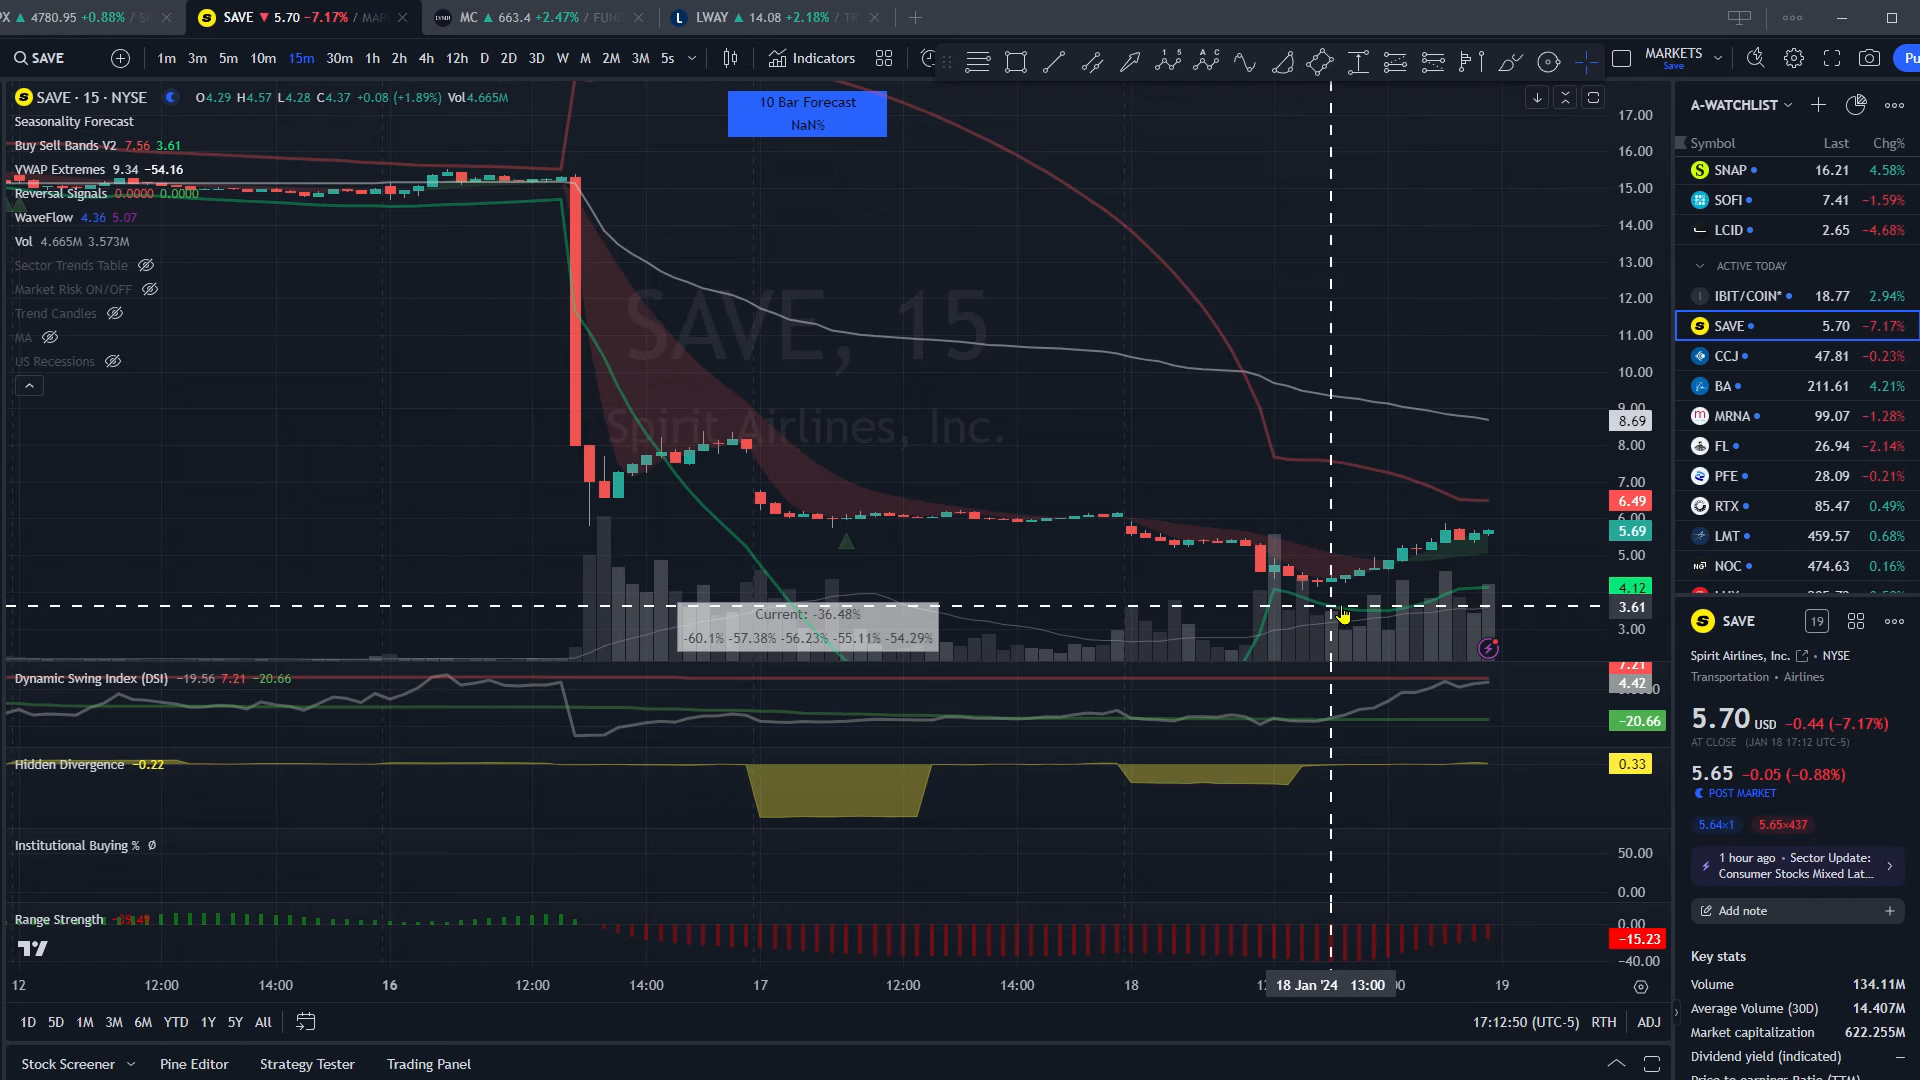 PX ▲ 4780.95 +0.88% / SP
SAVE ▼ 5.70 −7.17% / MAR
MC ▲ 663.4 +2.47% / FUND
LWAY ▲ 14.08 +2.18% / TR
SAVE 1m 3m 5m 10m 15m 30m 1h 2h 4h 12h D 2D 3D W M 2M 3M 5s Indicators
MARKETS
Save
Pu
SAVE · 15 · NYSE O4.29 H4.57 L4.28 C4.37 +0.08 (+1.89%) Vol4.665M
Seasonality Forecast
Buy Sell Bands V2 7.56 3.61
VWAP Extremes 9.34 −54.16
Reversal Signals 0.0000 0.0000
WaveFlow 4.36 5.07
Vol 4.665M 3.573M
Sector Trends Table
Market Risk ON/OFF
Trend Candles
MA
US Recessions
10 Bar Forecast
NaN%
SAVE, 15
Spirit Airlines, Inc.
17.00
16.00
15.00
14.00
13.00
12.00
11.00
10.00
9.00
8.69
8.00
7.00
6.49
6.00
5.69
5.00
4.12
3.61
3.00
Current: -36.48%
-60.1% -57.38% -56.23% -55.11% -54.29%
Dynamic Swing Index (DSI) −19.56 7.21 −20.66
7.21
4.42
−20.66
Hidden Divergence −0.22
0.33
Institutional Buying % Ø
50.00
0.00
Range Strength −39.49
0.00
−15.23
−40.00
12 12:00 14:00 16 12:00 14:00 17 12:00 14:00 18 18 Jan '24 13:00 19
1D 5D 1M 3M 6M YTD 1Y 5Y All
17:12:50 (UTC-5) RTH ADJ
Stock Screener Pine Editor Strategy Tester Trading Panel
A-WATCHLIST
Symbol Last Chg%
SNAP 16.21 4.58%
SOFI 7.41 −1.59%
LCID 2.65 −4.68%
ACTIVE TODAY
IBIT/COIN* 18.77 2.94%
SAVE 5.70 −7.17%
CCJ 47.81 −0.23%
BA 211.61 4.21%
MRNA 99.07 −1.28%
FL 26.94 −2.14%
PFE 28.09 −0.21%
RTX 85.47 0.49%
LMT 459.57 0.68%
NOC 474.63 0.16%
SAVE
19
Spirit Airlines, Inc. • NYSE
Transportation • Airlines
5.70 USD −0.44 (−7.17%)
AT CLOSE (JAN 18 17:12 UTC-5)
5.65 −0.05 (−0.88%)
POST MARKET
5.64×1 5.65×437
1 hour ago • Sector Update:
Consumer Stocks Mixed Lat...
Add note
Key stats
Volume 134.11M
Average Volume (30D) 14.407M
Market capitalization 622.255M
Dividend yield (indicated) —